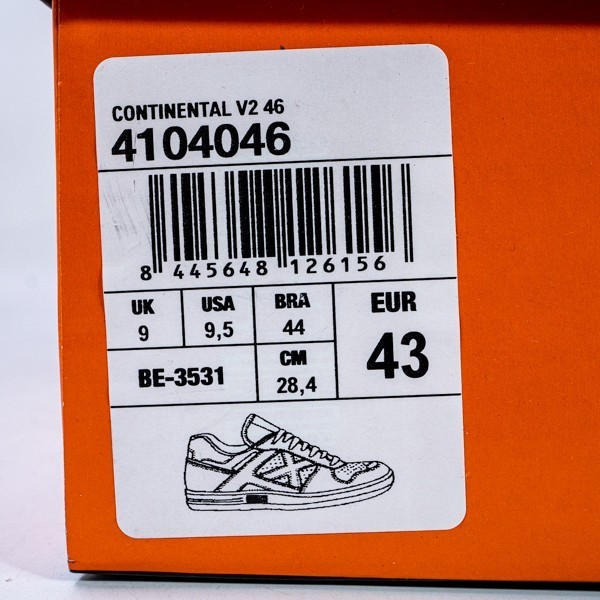 CONTINENTAL V2 46
4104046
8 445648 126156
UK USA BRA EUR
9 9,5 44 43
BE-3531 CM
28,4